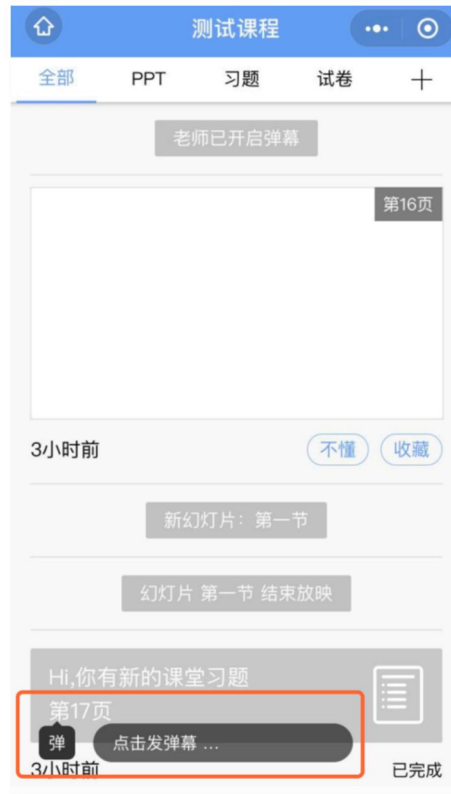 测试课程
全部 PPT 习题 试卷
老师已开启弹幕
第16页
3小时前 不懂 收藏
新幻灯片：第一节
幻灯片 第一节 结束放映
Hi,你有新的课堂习题
第17页
弹 点击发弹幕 ...
3小时前 已完成